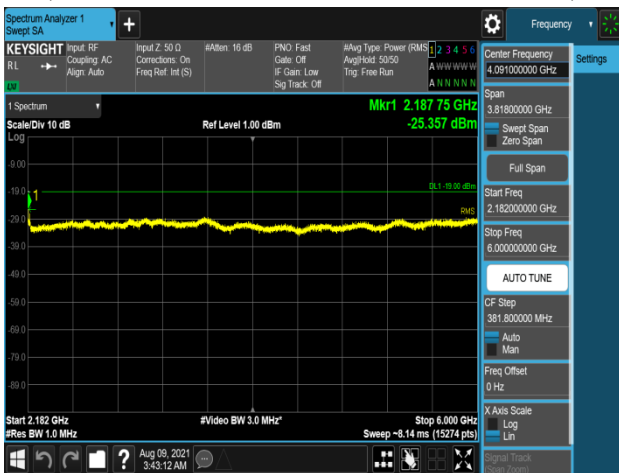 Spectrum Analyzer 1
Swept SA
+
Frequency
KEYSIGHT
RL
Input: RF
Coupling: AC
Align: Auto
Input Z: 50 Ω
Corrections: On
Freq Ref: Int (S)
#Atten: 16 dB
PNO: Fast
Gate: Off
IF Gain: Low
Sig Track: Off
#Avg Type: Power (RMS
Avg|Hold: 50/50
Trig: Free Run
1 2 3 4 5 6
A W W W W W
A N N N N N
LW
1 Spectrum
Scale/Div 10 dB
Log
Ref Level 1.00 dBm
Mkr1 2.187 75 GHz
-25.357 dBm
-9.00
-19.0
-29.0
-39.0
-49.0
-59.0
-69.0
-79.0
-89.0
1
DL1 -19.00 dBm
RMS
Start 2.182 GHz
#Res BW 1.0 MHz
#Video BW 3.0 MHz*
Stop 6.000 GHz
Sweep ~8.14 ms (15274 pts)
?
Aug 09, 2021
3:43:12 AM
Center Frequency
4.091000000 GHz
Settings
Span
3.81800000 GHz
Swept Span
Zero Span
Full Span
Start Freq
2.182000000 GHz
Stop Freq
6.000000000 GHz
AUTO TUNE
CF Step
381.800000 MHz
Auto
Man
Freq Offset
0 Hz
X Axis Scale
Log
Lin
Signal Track
(Span Zoom)